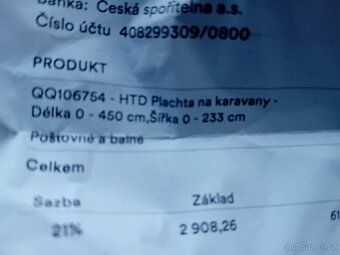 Banka: Česká spořitelna a.s.
Číslo účtu 408299309/0800
PRODUKT
QQ106754 - HTD Plachta na karavany -
Délka 0 - 450 cm,Šířka 0 - 233 cm
Poštovné a balné
Celkem
Sazba Základ
21% 2 908,26 61